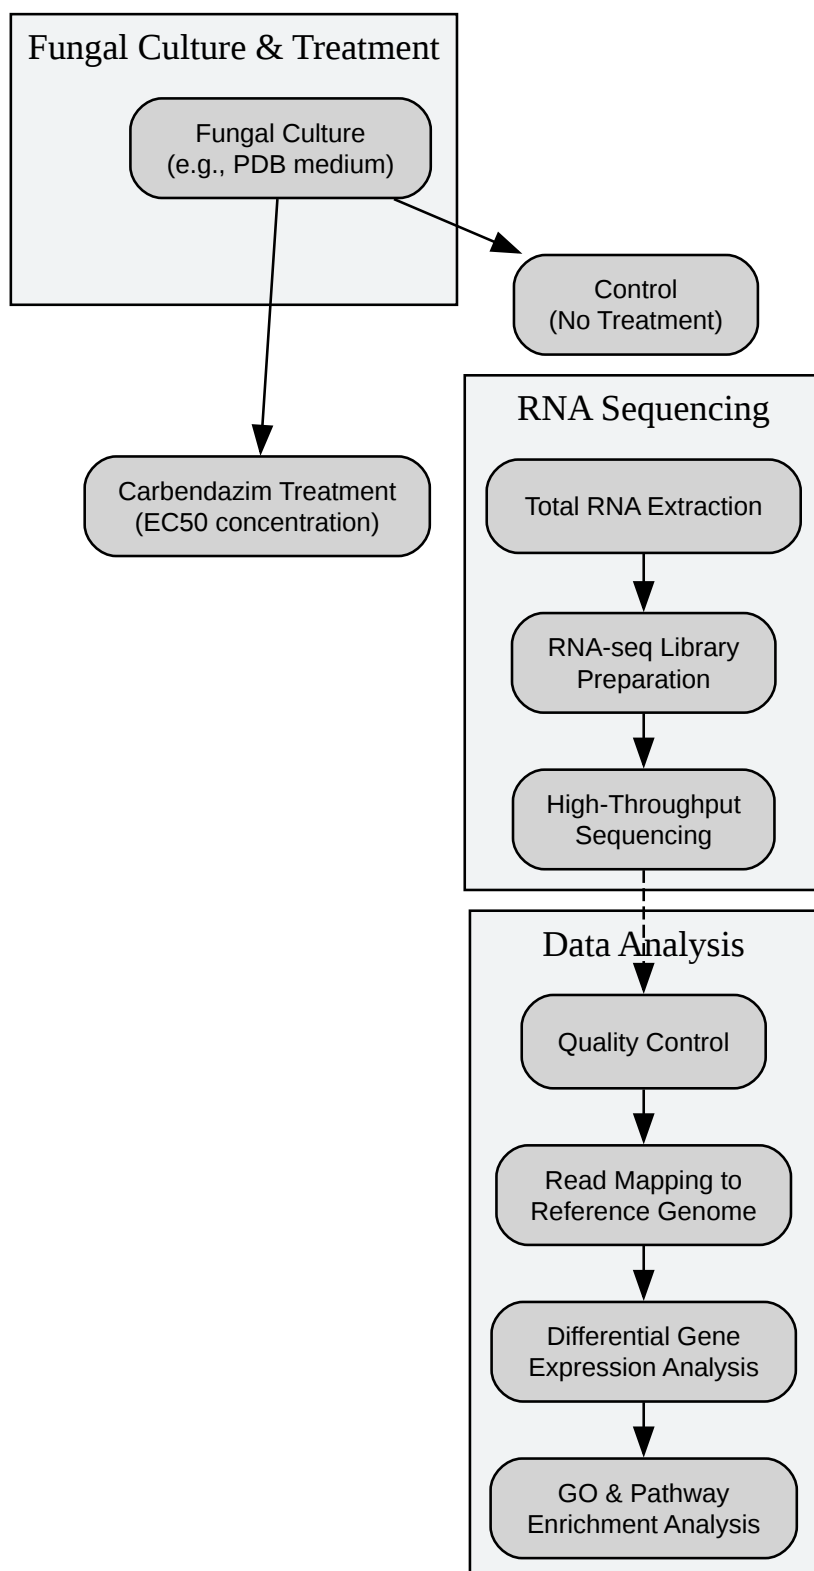 Fungal Culture & Treatment
Fungal Culture
(e.g., PDB medium)
Control
(No Treatment)
RNA Sequencing
Carbendazim Treatment
(EC50 concentration)
Total RNA Extraction
RNA-seq Library
Preparation
High-Throughput
Sequencing
Data Analysis
Quality Control
Read Mapping to
Reference Genome
Differential Gene
Expression Analysis
GO & Pathway
Enrichment Analysis